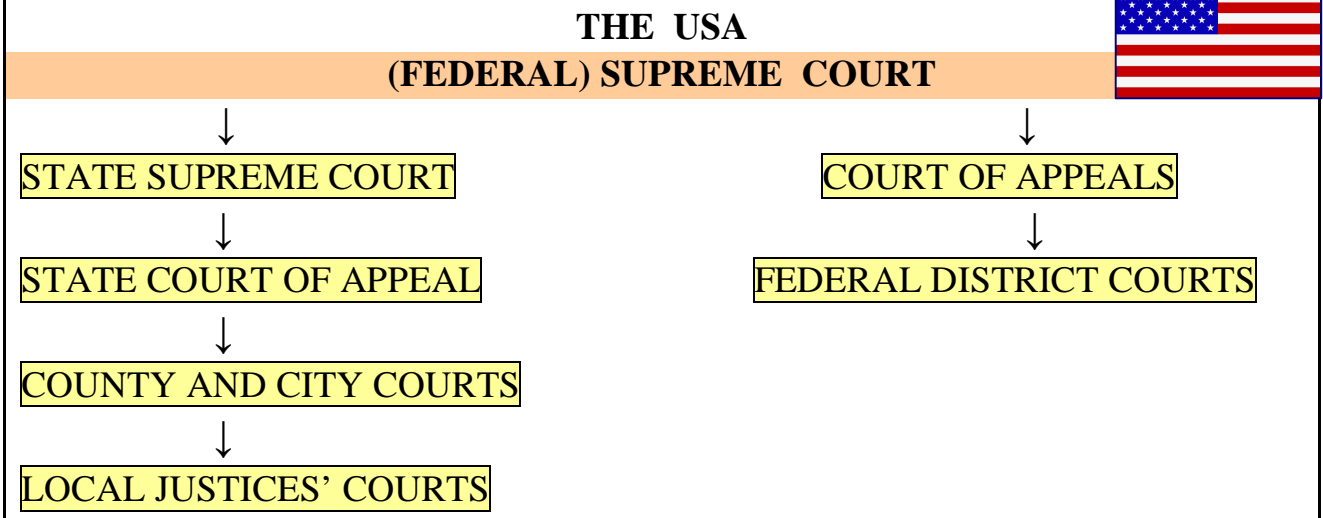 THE USA
(FEDERAL) SUPREME COURT
↓ ↓
STATE SUPREME COURT COURT OF APPEALS
↓ ↓
STATE COURT OF APPEAL FEDERAL DISTRICT COURTS
↓
COUNTY AND CITY COURTS
↓
LOCAL JUSTICES’ COURTS